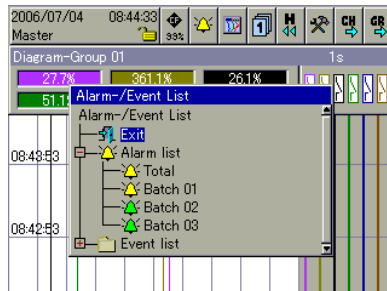 2006/07/04 08:44:33
Master
CF 99%
1
H
CH
GR
Diagram-Group 01 1s
27.7% 361.1% 26.1%
51.1
Alarm-/Event List
Alarm-/Event List
Exit
08:43:53
Alarm list
Total
Batch 01
Batch 02
08:42:53
Batch 03
Event list